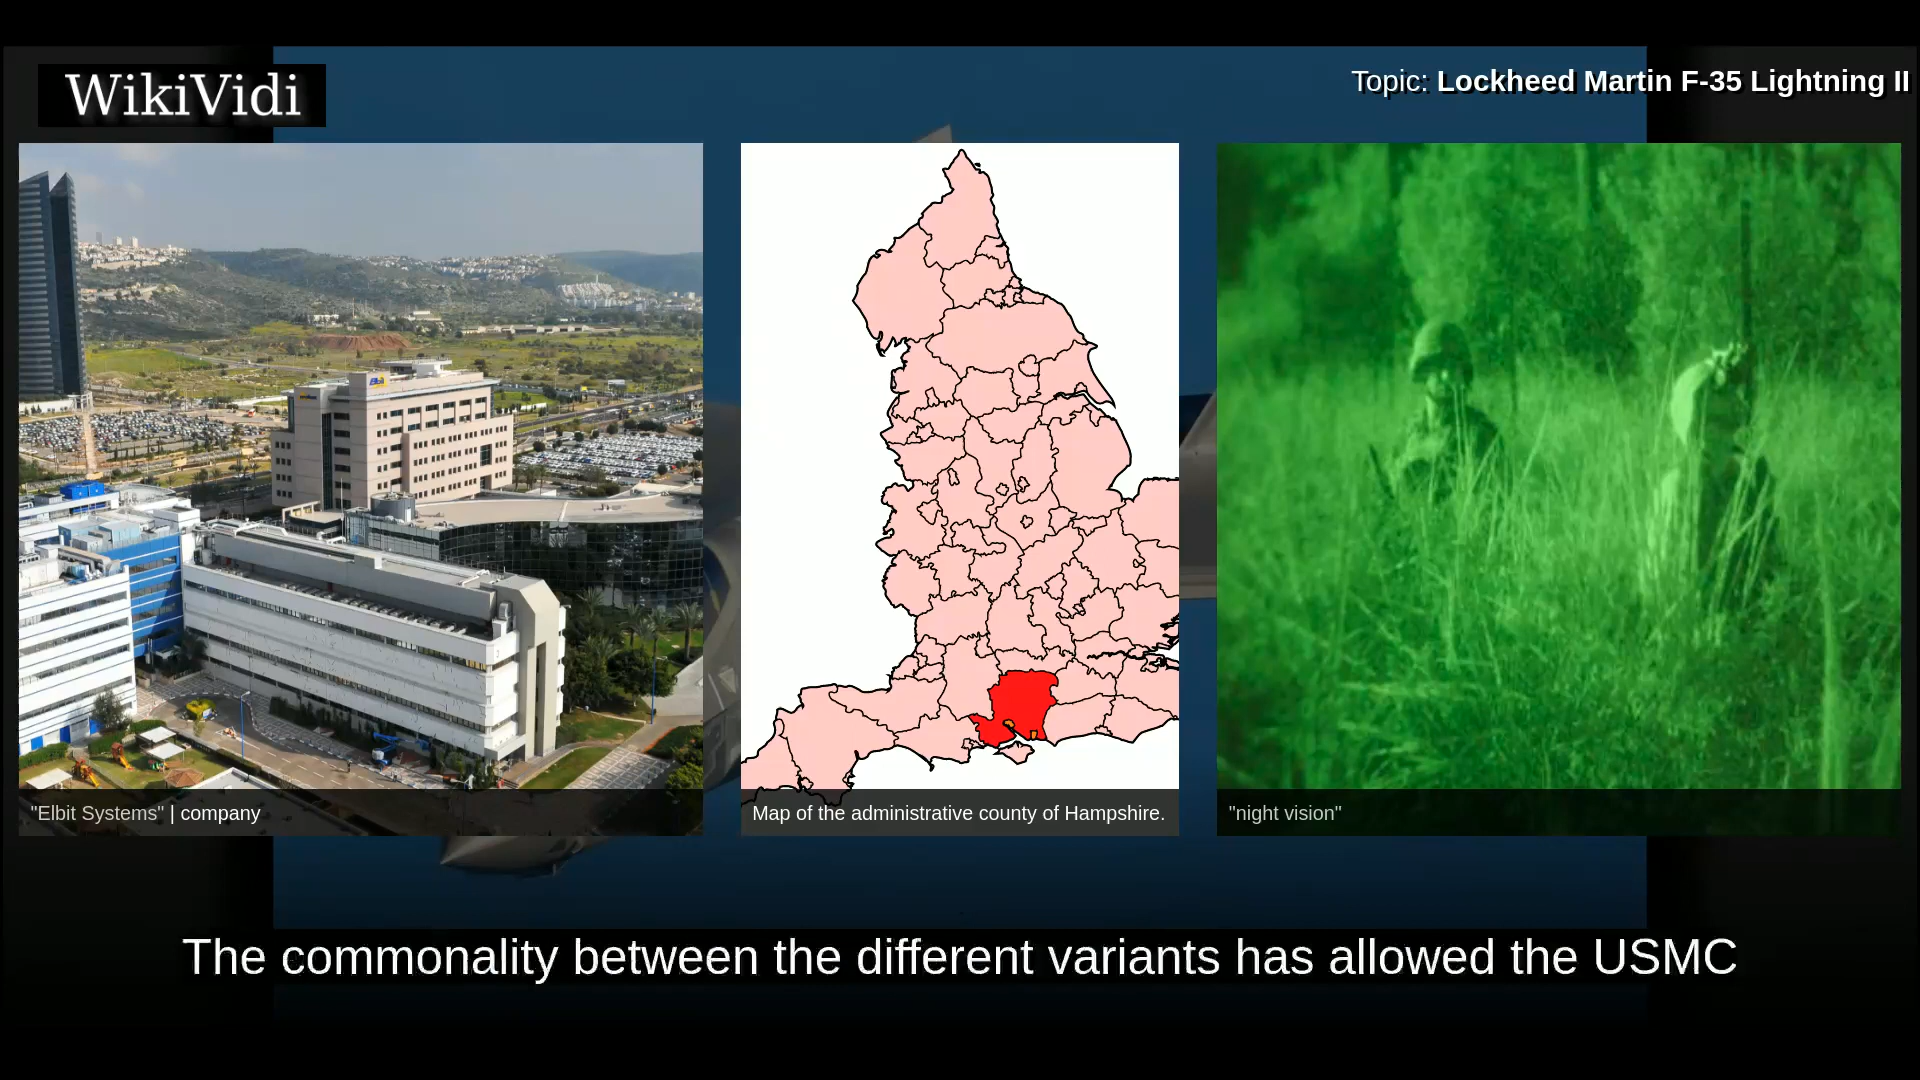 WikiVidi
Topic: Lockheed Martin F-35 Lightning II
"Elbit Systems" | company
Map of the administrative county of Hampshire.
"night vision"
The commonality between the different variants has allowed the USMC